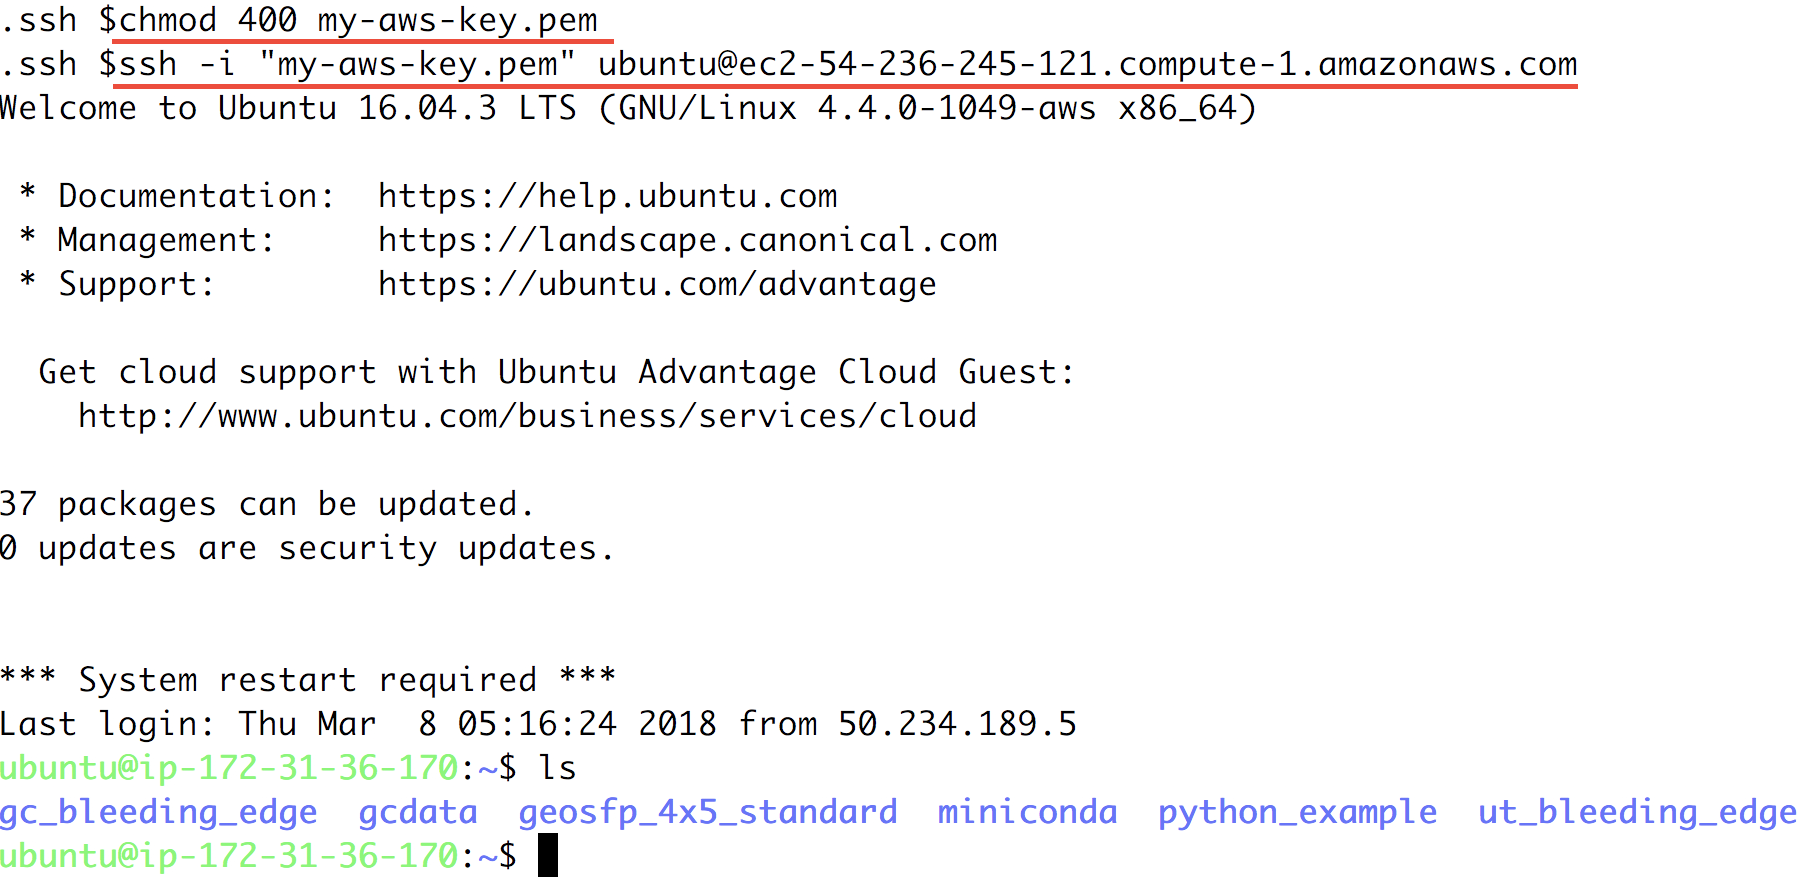 .ssh $chmod 400 my-aws-key.pem
.ssh $ssh -i "my-aws-key.pem" ubuntu@ec2-54-236-245-121.compute-1.amazonaws.com
Welcome to Ubuntu 16.04.3 LTS (GNU/Linux 4.4.0-1049-aws x86_64)
* Documentation:  https://help.ubuntu.com
* Management:     https://landscape.canonical.com
* Support:        https://ubuntu.com/advantage
Get cloud support with Ubuntu Advantage Cloud Guest:
http://www.ubuntu.com/business/services/cloud
37 packages can be updated.
0 updates are security updates.
*** System restart required ***
Last login: Thu Mar  8 05:16:24 2018 from 50.234.189.5
ubuntu@ip-172-31-36-170:~$ ls
gc_bleeding_edge  gcdata  geosfp_4x5_standard  miniconda  python_example  ut_bleeding_edge
ubuntu@ip-172-31-36-170:~$